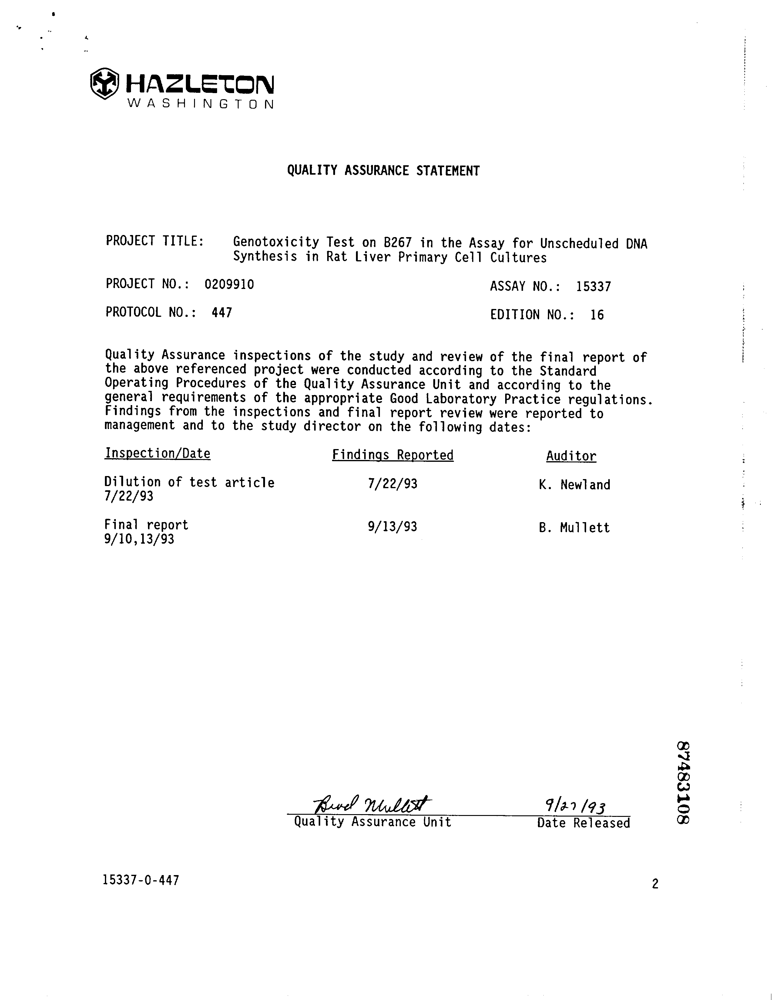 HAZLETON
WASHINGTON
QUALITY ASSURANCE STATEMENT
PROJECT TITLE: Genotoxicity Test on B267 in the Assay for Unscheduled DNA
Synthesis in Rat Liver Primary Cell Cultures
PROJECT NO.: 0209910 ASSAY NO.: 15337
PROTOCOL NO.: 447 EDITION NO.: 16
Quality Assurance inspections of the study and review of the final report of
the above referenced project were conducted according to the Standard
Operating Procedures of the Quality Assurance Unit and according to the
general requirements of the appropriate Good Laboratory Practice regulations.
Findings from the inspections and final report review were reported to
management and to the study director on the following dates:
Inspection/Date Findings Reported Auditor
Dilution of test article 7/22/93 K. Newland
7/22/93
Final report 9/13/93 B. Mullett
9/10,13/93
Mullett 9/27/93
Quality Assurance Unit Date Released
87483108
15337-0-447 2